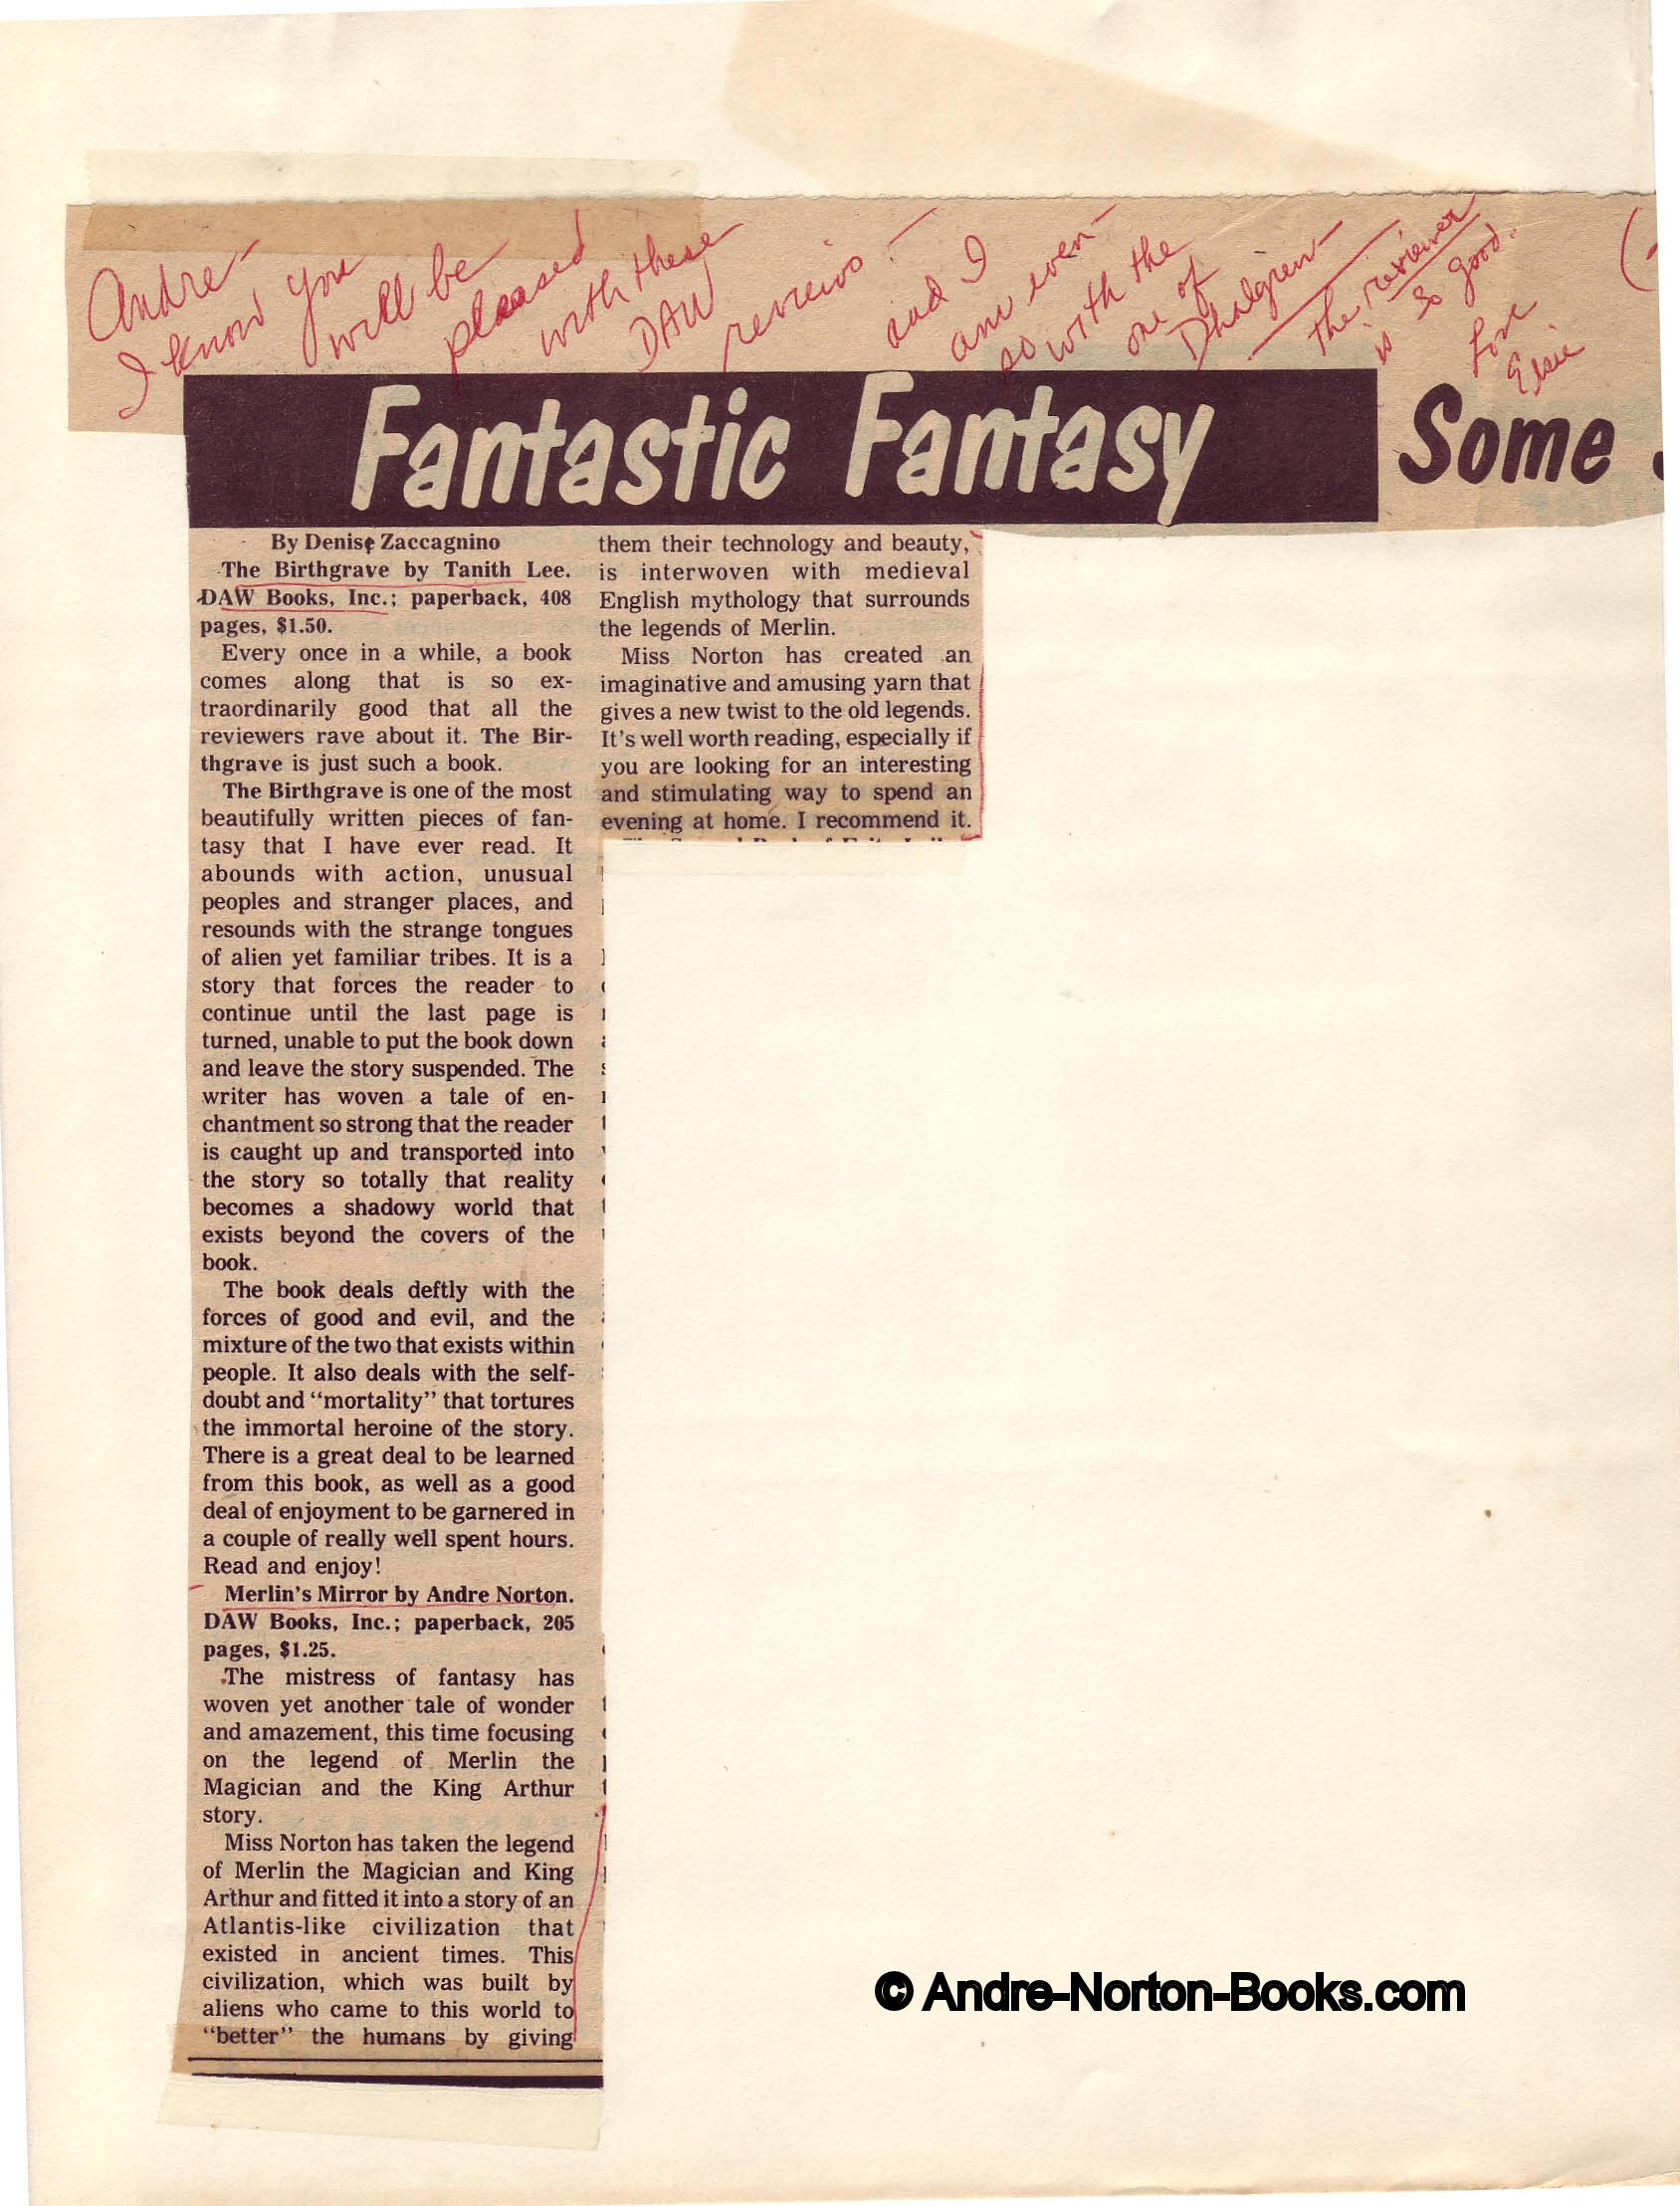 Andre –
I know you
will be
pleased
with these
DAW
reviews –
and I
am even
so with the
one of
Dhalgren –
The reviewer
is so good.
Love
Elsie
Fantastic Fantasy
Some
By Denise Zaccagnino
The Birthgrave by Tanith Lee.
DAW Books, Inc.; paperback, 408
pages, $1.50.
Every once in a while, a book
comes along that is so ex-
traordinarily good that all the
reviewers rave about it. The Bir-
thgrave is just such a book.
The Birthgrave is one of the most
beautifully written pieces of fan-
tasy that I have ever read. It
abounds with action, unusual
peoples and stranger places, and
resounds with the strange tongues
of alien yet familiar tribes. It is a
story that forces the reader to
continue until the last page is
turned, unable to put the book down
and leave the story suspended. The
writer has woven a tale of en-
chantment so strong that the reader
is caught up and transported into
the story so totally that reality
becomes a shadowy world that
exists beyond the covers of the
book.
The book deals deftly with the
forces of good and evil, and the
mixture of the two that exists within
people. It also deals with the self-
doubt and "mortality" that tortures
the immortal heroine of the story.
There is a great deal to be learned
from this book, as well as a good
deal of enjoyment to be garnered in
a couple of really well spent hours.
Read and enjoy!
Merlin's Mirror by Andre Norton.
DAW Books, Inc.; paperback, 205
pages, $1.25.
The mistress of fantasy has
woven yet another tale of wonder
and amazement, this time focusing
on the legend of Merlin the
Magician and the King Arthur
story.
Miss Norton has taken the legend
of Merlin the Magician and King
Arthur and fitted it into a story of an
Atlantis-like civilization that
existed in ancient times. This
civilization, which was built by
aliens who came to this world to
"better" the humans by giving
them their technology and beauty,
is interwoven with medieval
English mythology that surrounds
the legends of Merlin.
Miss Norton has created an
imaginative and amusing yarn that
gives a new twist to the old legends.
It's well worth reading, especially if
you are looking for an interesting
and stimulating way to spend an
evening at home. I recommend it.
© Andre-Norton-Books.com